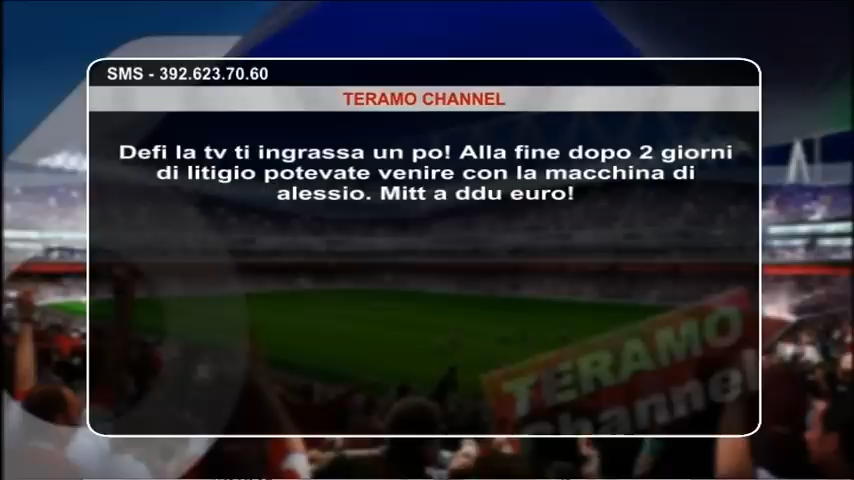 SMS - 392.623.70.60
TERAMO CHANNEL
Defi la tv ti ingrassa un po! Alla fine dopo 2 giorni
di litigio potevate venire con la macchina di
alessio. Mitt a ddu euro!
TERAMO
Channel